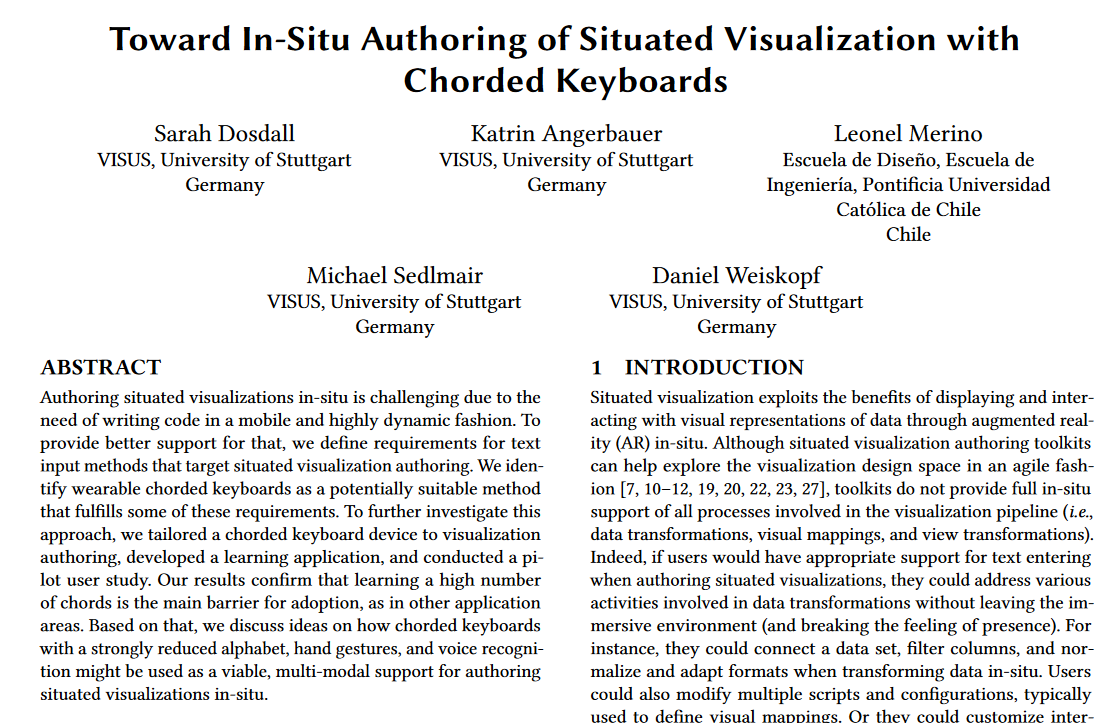 Toward In-Situ Authoring of Situated Visualization with
Chorded Keyboards
Sarah Dosdall
VISUS, University of Stuttgart
Germany
Katrin Angerbauer
VISUS, University of Stuttgart
Germany
Leonel Merino
Escuela de Diseño, Escuela de
Ingeniería, Pontificia Universidad
Católica de Chile
Chile
Michael Sedlmair
VISUS, University of Stuttgart
Germany
Daniel Weiskopf
VISUS, University of Stuttgart
Germany
ABSTRACT
Authoring situated visualizations in-situ is challenging due to the
need of writing code in a mobile and highly dynamic fashion. To
provide better support for that, we define requirements for text
input methods that target situated visualization authoring. We iden-
tify wearable chorded keyboards as a potentially suitable method
that fulfills some of these requirements. To further investigate this
approach, we tailored a chorded keyboard device to visualization
authoring, developed a learning application, and conducted a pi-
lot user study. Our results confirm that learning a high number
of chords is the main barrier for adoption, as in other application
areas. Based on that, we discuss ideas on how chorded keyboards
with a strongly reduced alphabet, hand gestures, and voice recogni-
tion might be used as a viable, multi-modal support for authoring
situated visualizations in-situ.
1 INTRODUCTION
Situated visualization exploits the benefits of displaying and inter-
acting with visual representations of data through augmented real-
ity (AR) in-situ. Although situated visualization authoring toolkits
can help explore the visualization design space in an agile fash-
ion [7, 10–12, 19, 20, 22, 23, 27], toolkits do not provide full in-situ
support of all processes involved in the visualization pipeline (i.e.,
data transformations, visual mappings, and view transformations).
Indeed, if users would have appropriate support for text entering
when authoring situated visualizations, they could address various
activities involved in data transformations without leaving the im-
mersive environment (and breaking the feeling of presence). For
instance, they could connect a data set, filter columns, and nor-
malize and adapt formats when transforming data in-situ. Users
could also modify multiple scripts and configurations, typically
used to define visual mappings. Or they could customize inter-